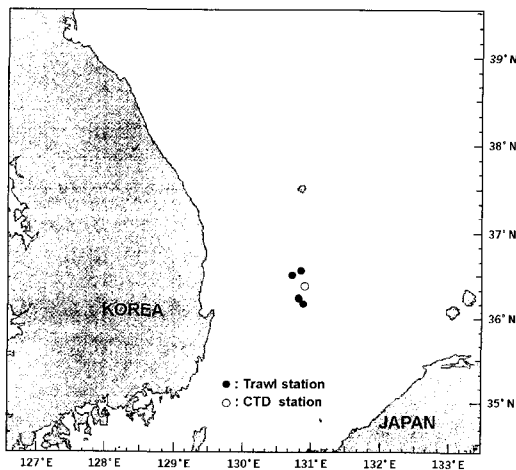 39° N
38° N
37° N
36° N
35° N
KOREA
● : Trawl station
○ : CTD station
JAPAN
127° E 128° E 129° E 130° E 131° E 132° E 133° E